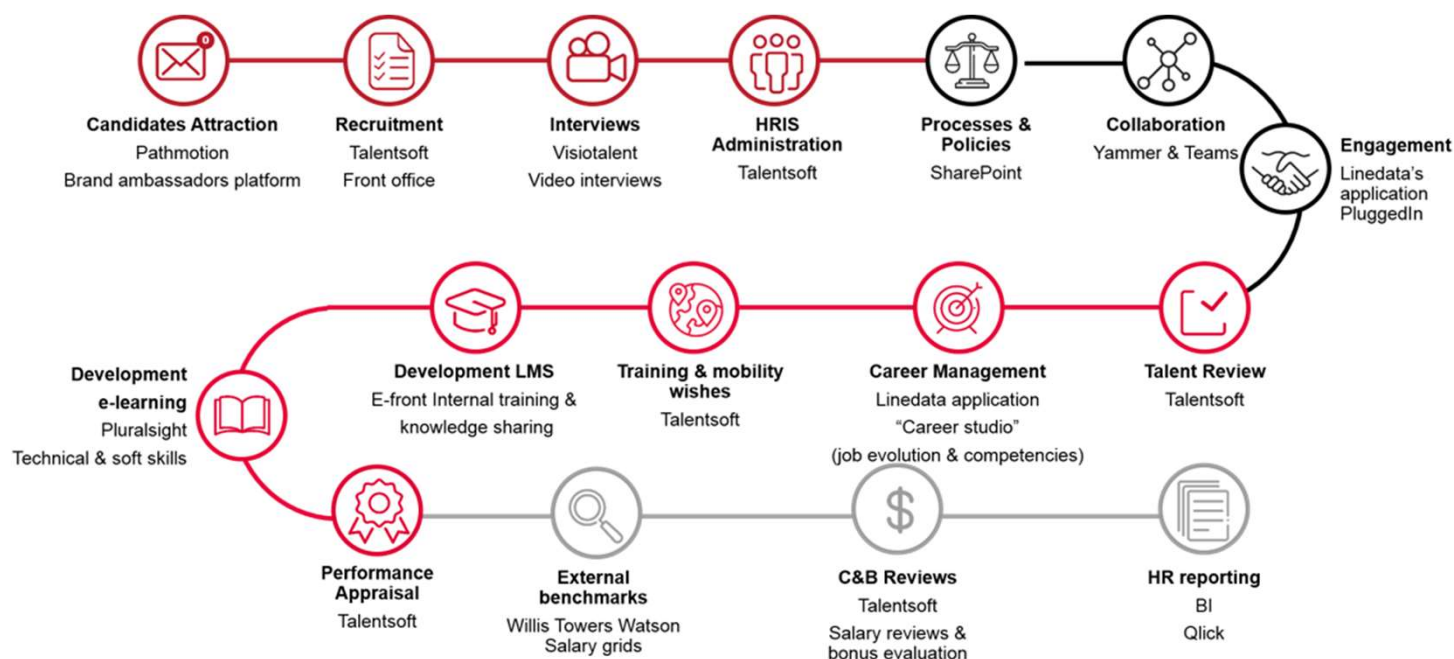 0
Candidates Attraction
Pathmotion
Brand ambassadors platform
Recruitment
Talentsoft
Front office
Interviews
Visiotalent
Video interviews
HRIS
Administration
Talentsoft
Processes &
Policies
SharePoint
Collaboration
Yammer & Teams
Engagement
Linedata’s
application
PluggedIn
Talent Review
Talentsoft
Career Management
Linedata application
“Career studio”
(job evolution & competencies)
Training & mobility
wishes
Talentsoft
Development LMS
E-front Internal training &
knowledge sharing
Development
e-learning
Pluralsight
Technical & soft skills
Performance
Appraisal
Talentsoft
External
benchmarks
Willis Towers Watson
Salary grids
$
C&B Reviews
Talentsoft
Salary reviews &
bonus evaluation
HR reporting
BI
Qlick